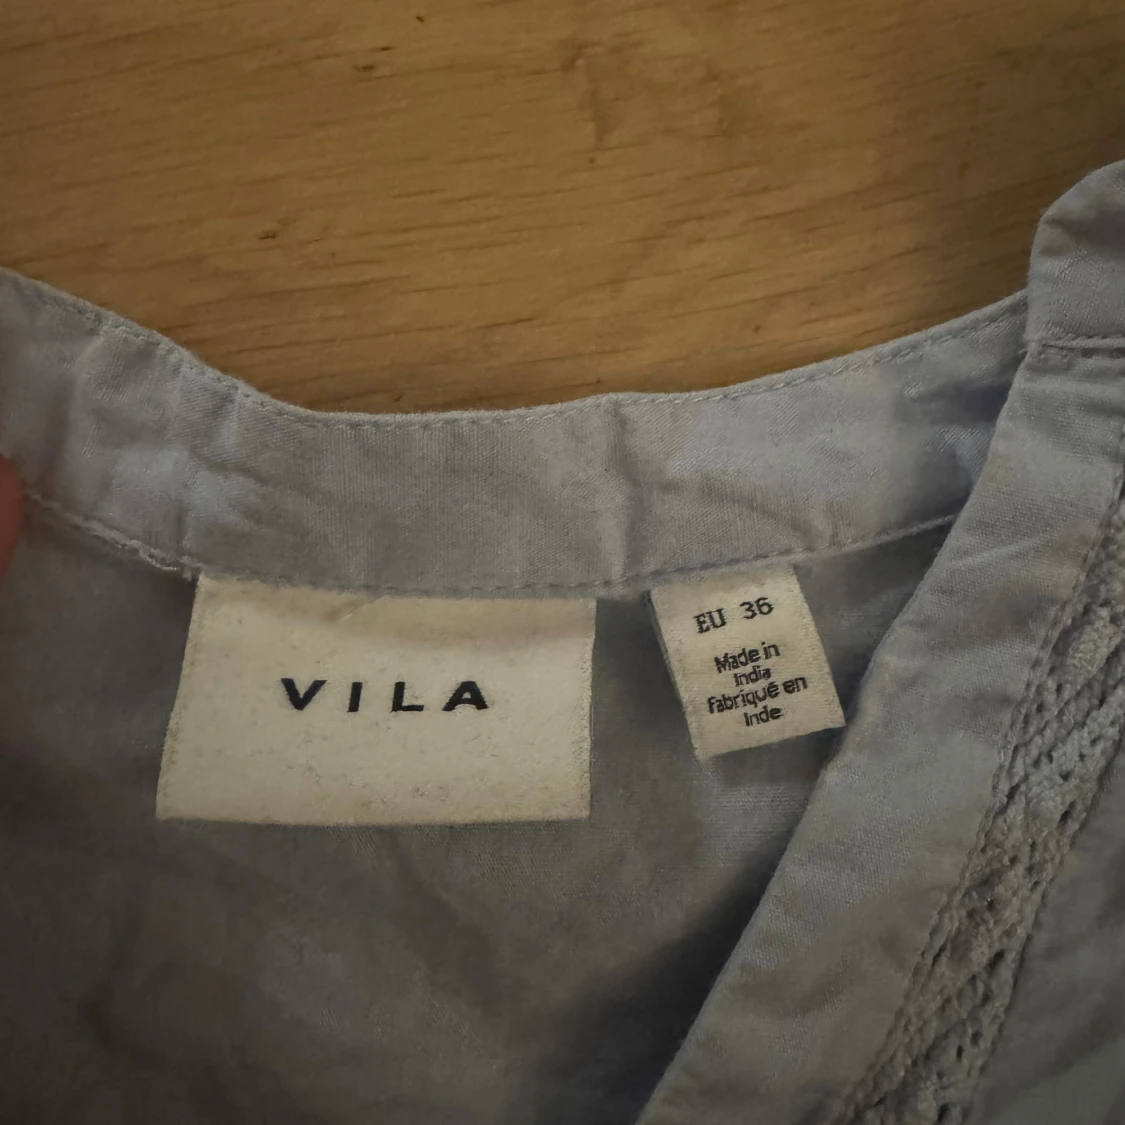 VILA
EU 36
Made in
India
fabriqué en
Inde